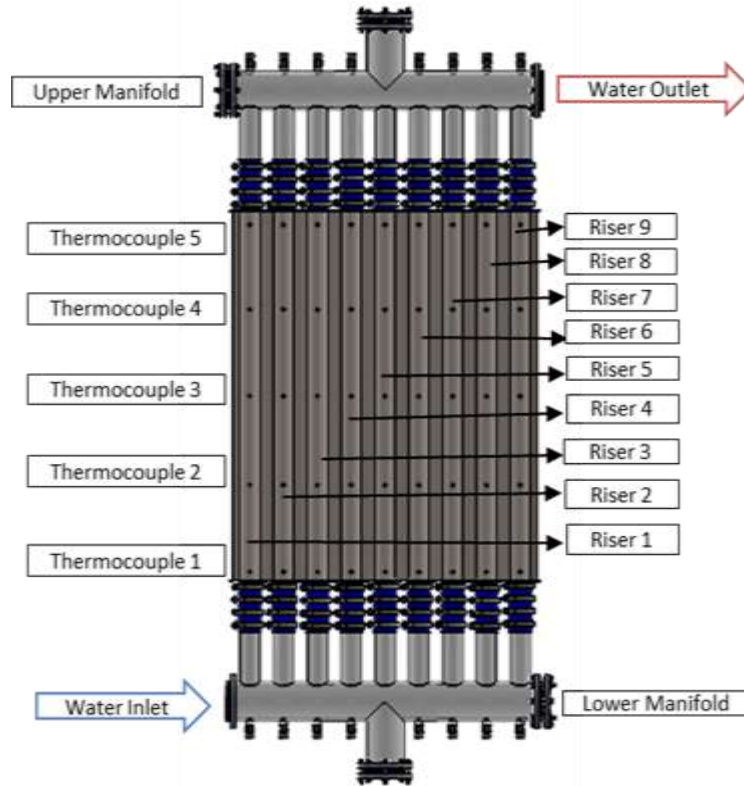 Upper Manifold
Water Outlet
Thermocouple 5
Riser 9
Riser 8
Thermocouple 4
Riser 7
Riser 6
Riser 5
Thermocouple 3
Riser 4
Riser 3
Thermocouple 2
Riser 2
Riser 1
Thermocouple 1
Water Inlet
Lower Manifold